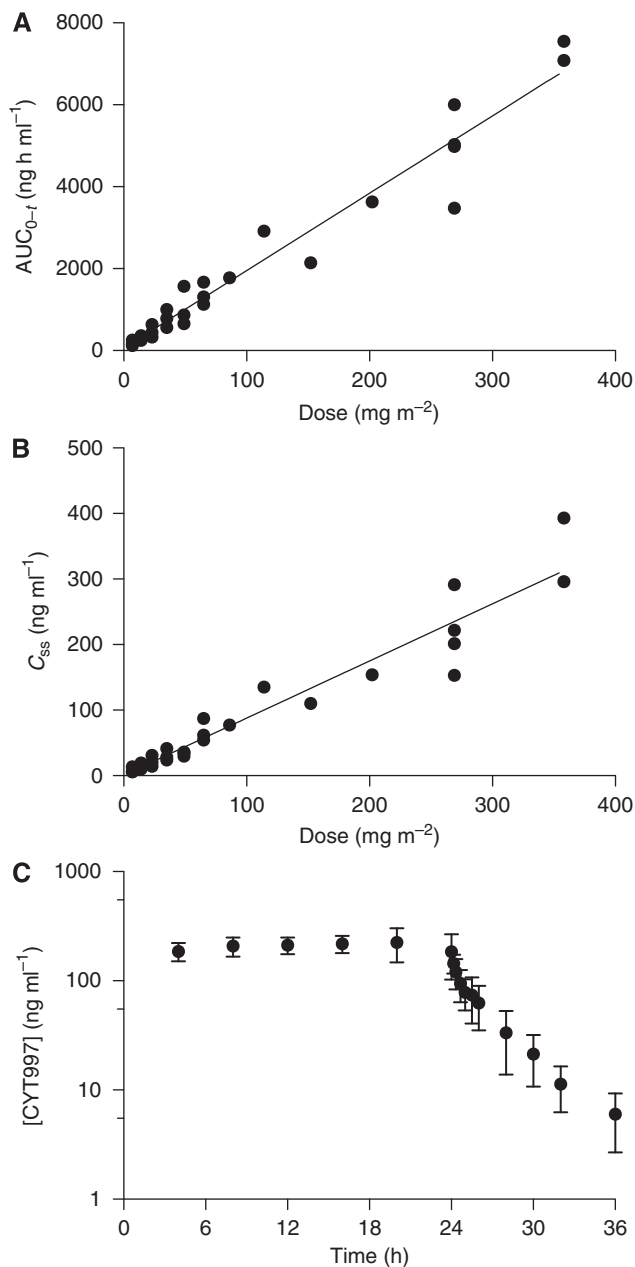 A
8000
6000
4000
2000
0
AUC₀₋ₜ (ng h ml⁻¹)
0 100 200 300 400
Dose (mg m⁻²)
B
500
400
300
200
100
0
Cₛₛ (ng ml⁻¹)
0 100 200 300 400
Dose (mg m⁻²)
C
1000
100
10
1
[CYT997] (ng ml⁻¹)
0 6 12 18 24 30 36
Time (h)